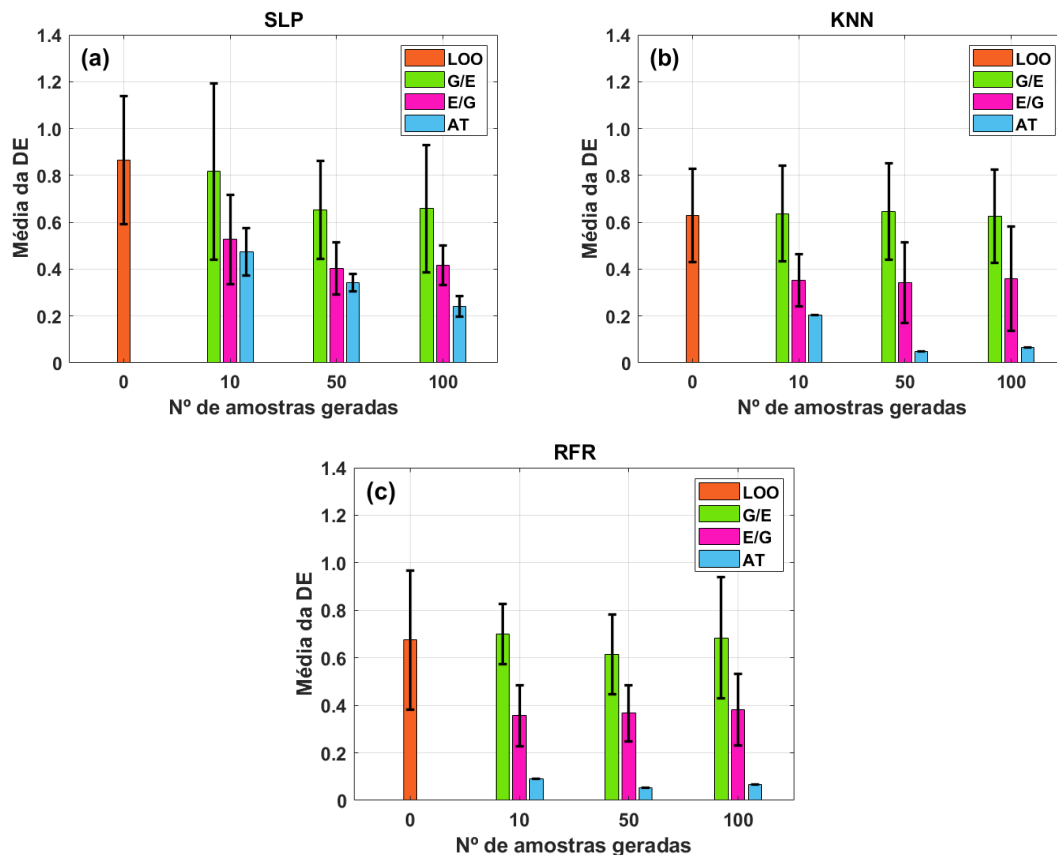 SLP
(a)
LOO
G/E
E/G
AT
Média da DE
1.4
1.2
1.0
0.8
0.6
0.4
0.2
0
0 10 50 100
Nº de amostras geradas
KNN
(b)
LOO
G/E
E/G
AT
Média da DE
1.4
1.2
1.0
0.8
0.6
0.4
0.2
0
0 10 50 100
Nº de amostras geradas
RFR
(c)
LOO
G/E
E/G
AT
Média da DE
1.4
1.2
1.0
0.8
0.6
0.4
0.2
0
0 10 50 100
Nº de amostras geradas